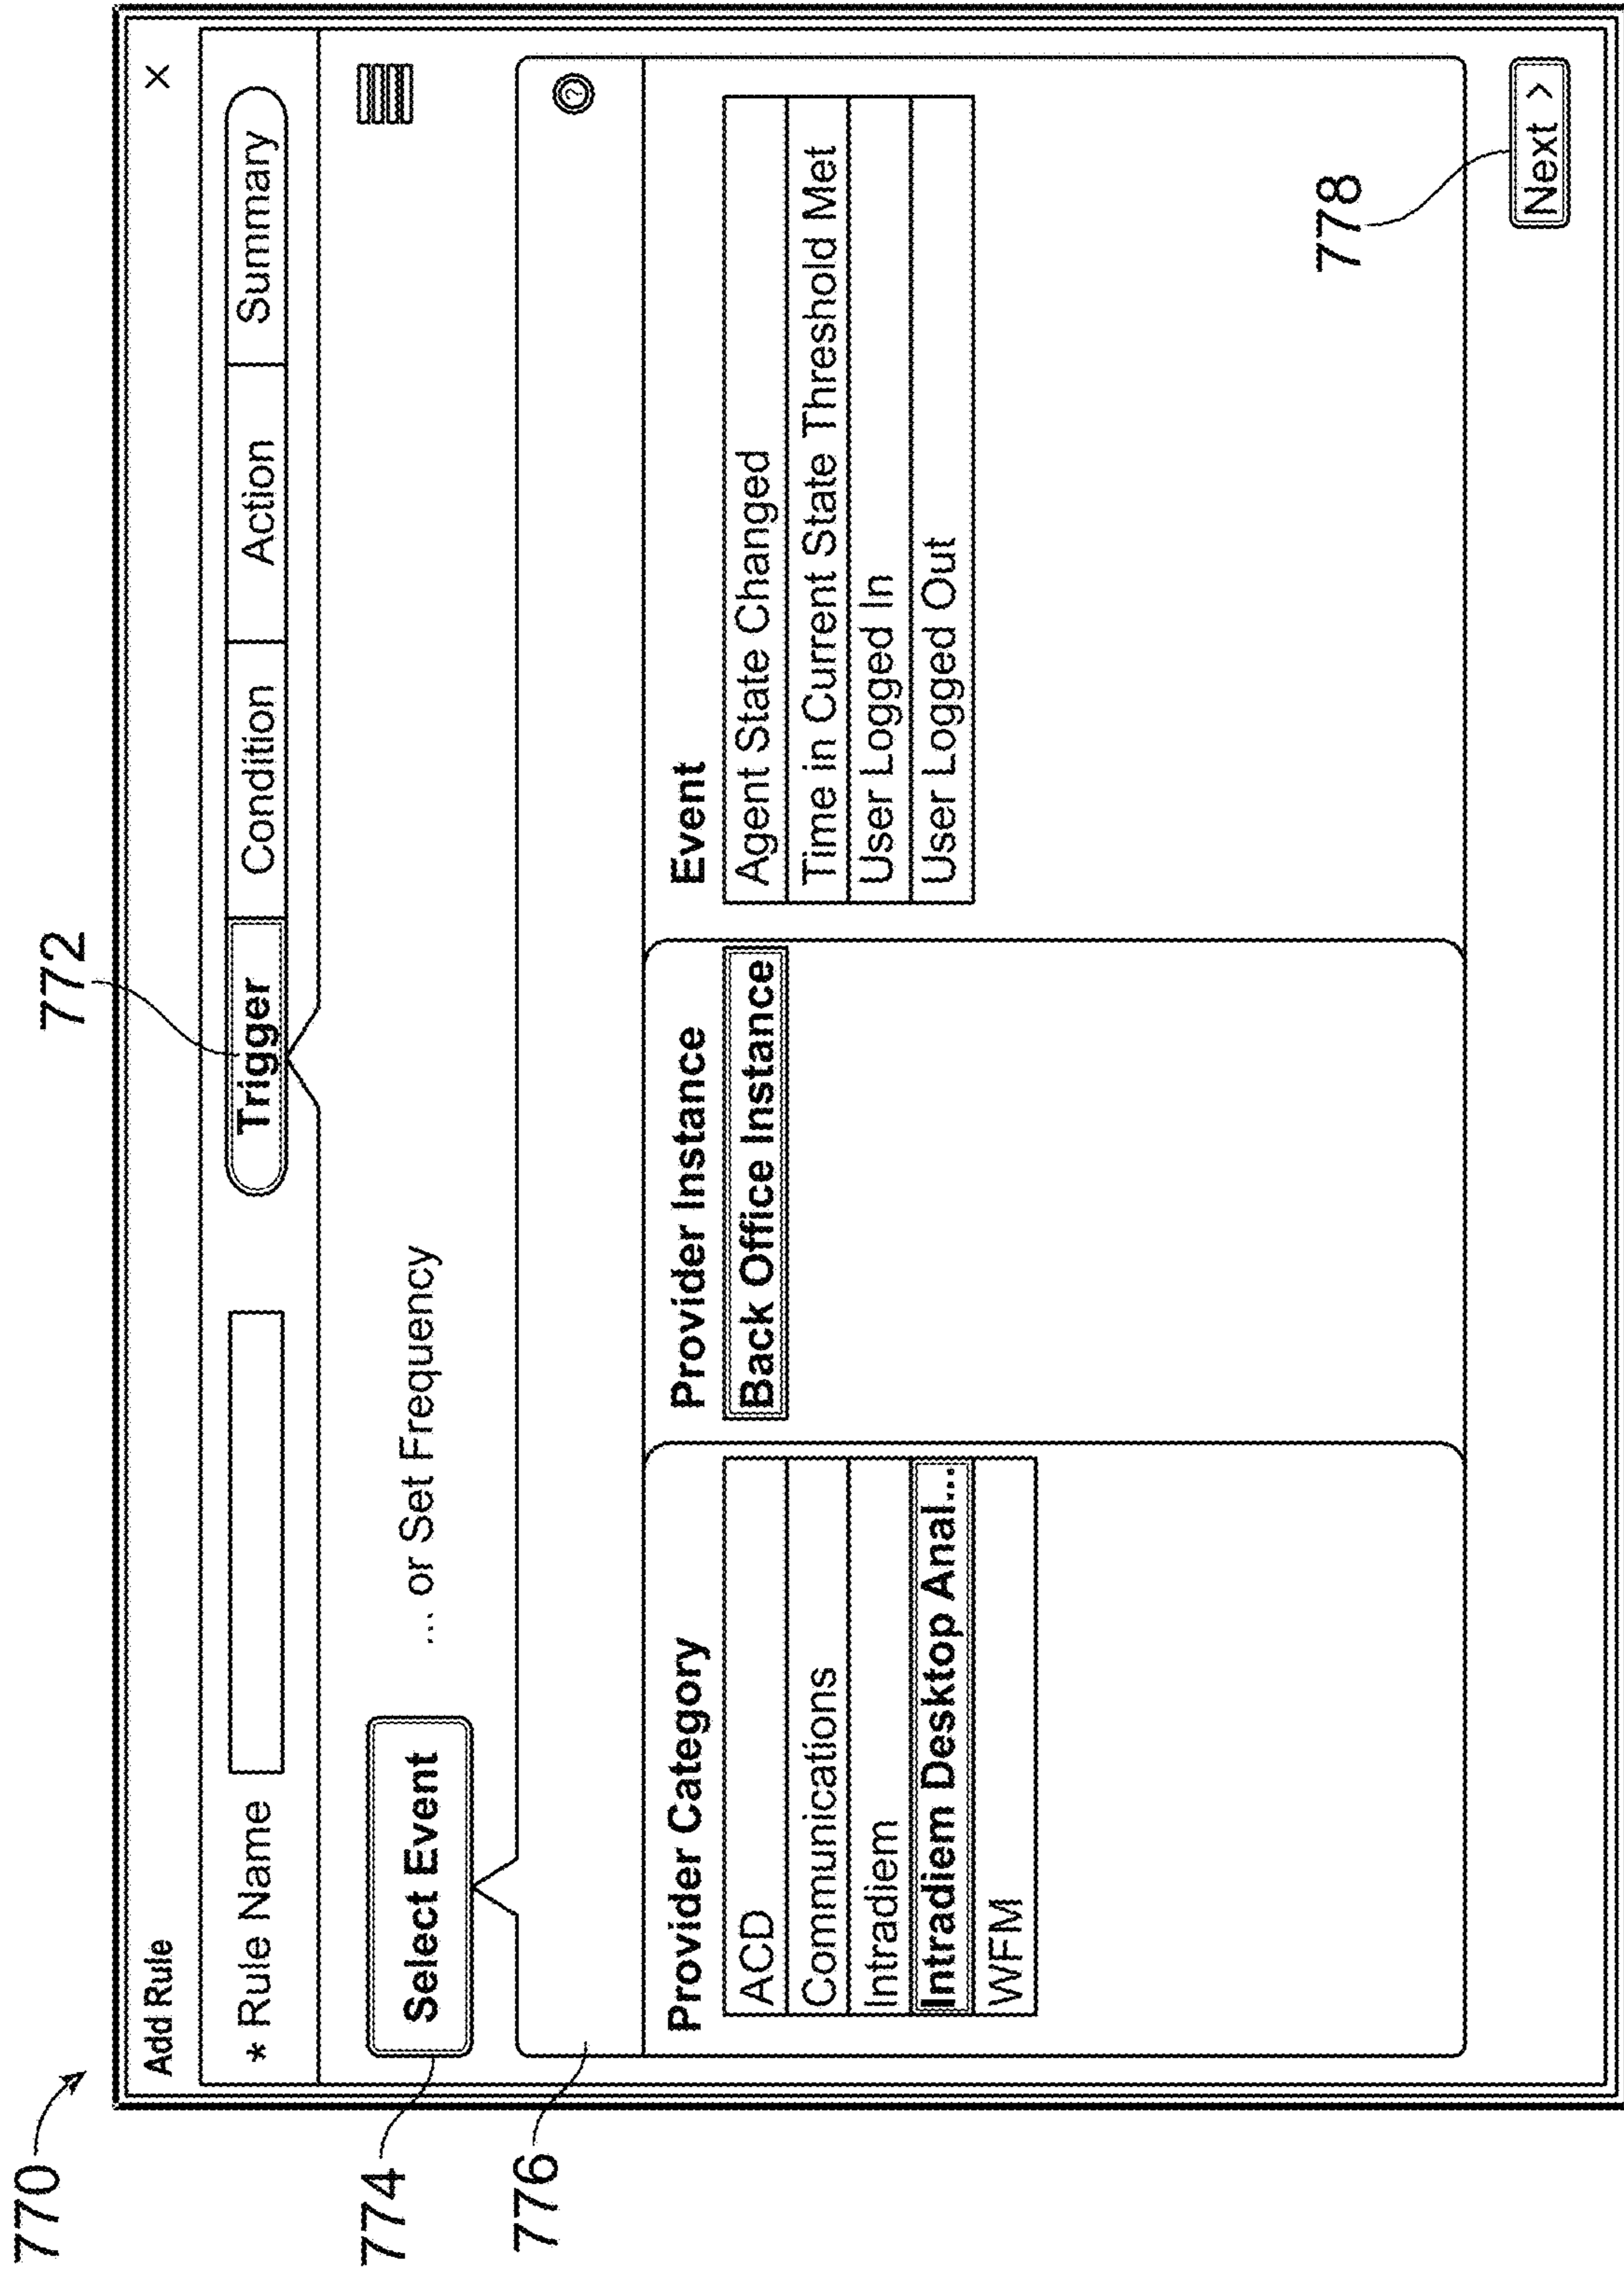 770
772
Add Rule
×
* Rule Name
Trigger
Condition
Action
Summary
774
Select Event
... or Set Frequency
776
?
Provider Category
Provider Instance
Event
ACD
Back Office Instance
Agent State Changed
Communications
Time in Current State Threshold Met
Intradiem
User Logged In
Intradiem Desktop Anal...
User Logged Out
WFM
778
Next >